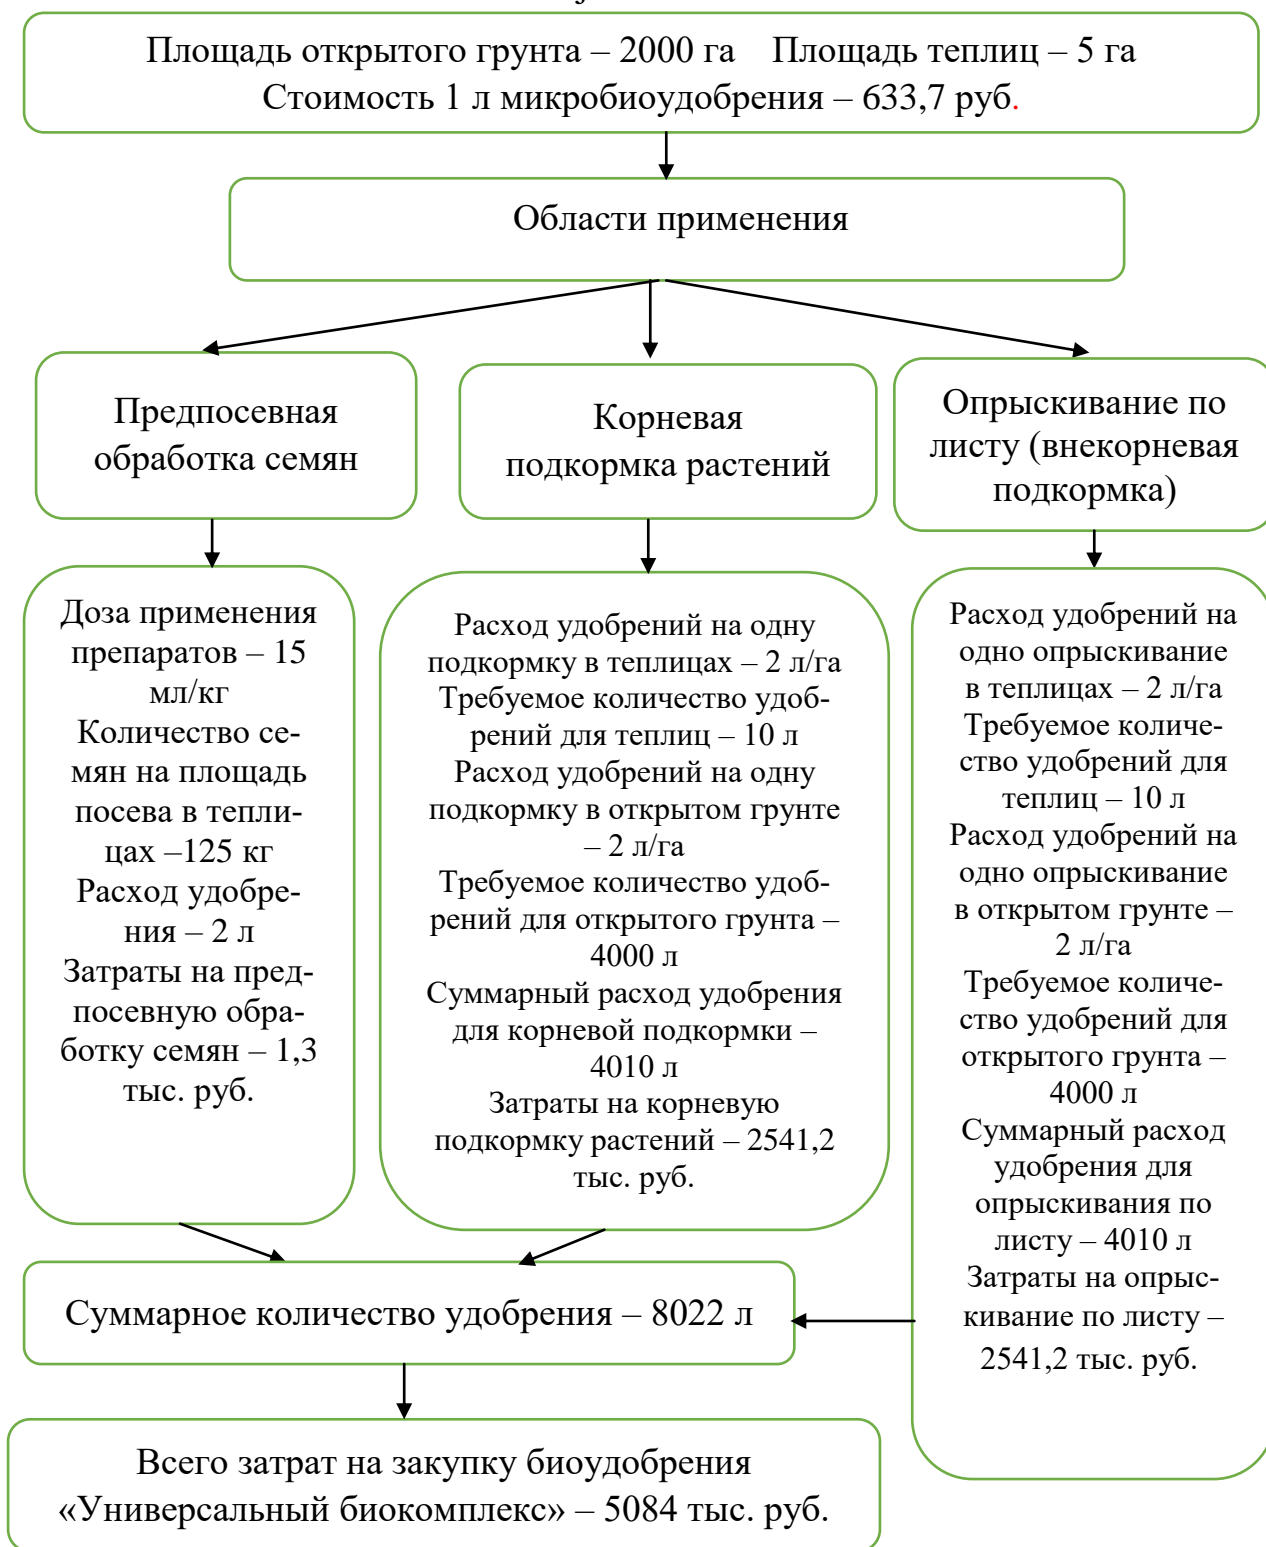 Площадь открытого грунта – 2000 га Площадь теплиц – 5 га
Стоимость 1 л микробиоудобрения – 633,7 руб.
Области применения
Предпосевная
обработка семян
Корневая
подкормка растений
Опрыскивание по
листу (внекорневая
подкормка)
Доза применения
препаратов – 15
мл/кг
Количество се-
мян на площадь
посева в тепли-
цах –125 кг
Расход удобре-
ния – 2 л
Затраты на пред-
посевную обра-
ботку семян – 1,3
тыс. руб.
Расход удобрений на одну
подкормку в теплицах – 2 л/га
Требуемое количество удоб-
рений для теплиц – 10 л
Расход удобрений на одну
подкормку в открытом грунте
– 2 л/га
Требуемое количество удоб-
рений для открытого грунта –
4000 л
Суммарный расход удобрения
для корневой подкормки –
4010 л
Затраты на корневую
подкормку растений – 2541,2
тыс. руб.
Расход удобрений на
одно опрыскивание
в теплицах – 2 л/га
Требуемое количе-
ство удобрений для
теплиц – 10 л
Расход удобрений на
одно опрыскивание
в открытом грунте –
2 л/га
Требуемое количе-
ство удобрений для
открытого грунта –
4000 л
Суммарный расход
удобрения для
опрыскивания по
листу – 4010 л
Затраты на опрыс-
кивание по листу –
2541,2 тыс. руб.
Суммарное количество удобрения – 8022 л
Всего затрат на закупку биоудобрения
«Универсальный биокомплекс» – 5084 тыс. руб.